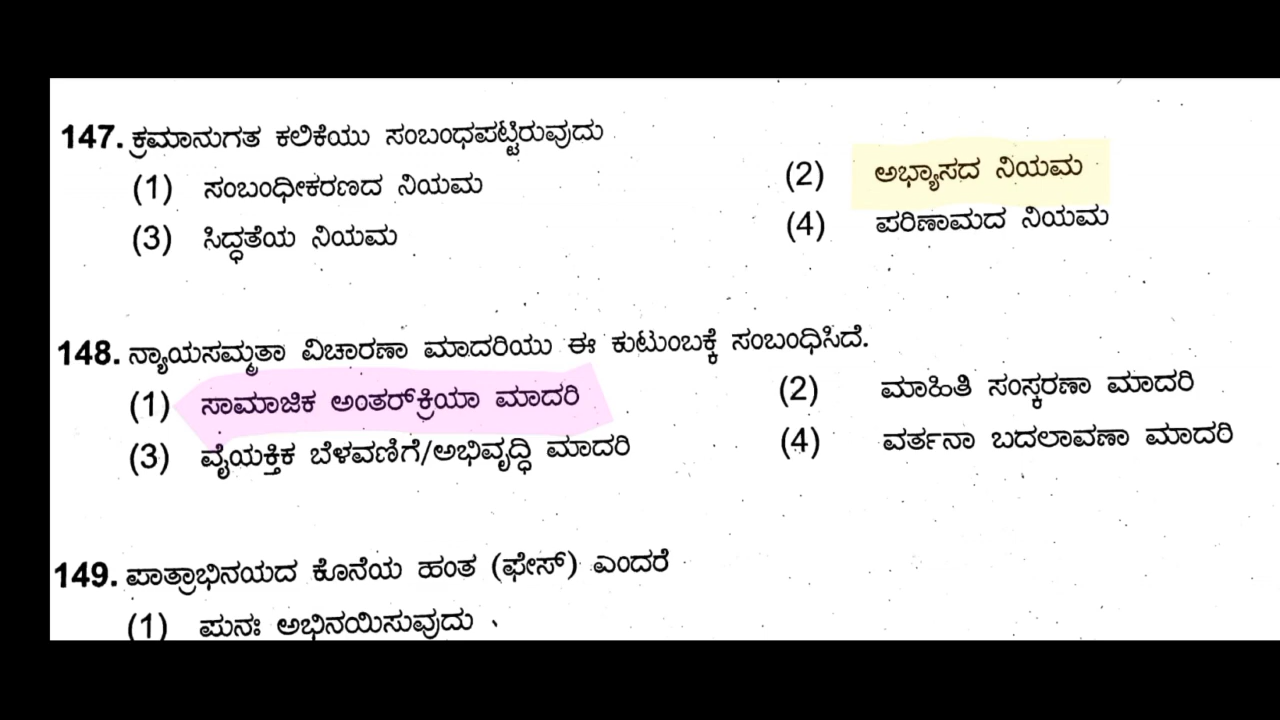 147. ಕ್ರಮಾನುಗತ ಕಲಿಕೆಯು ಸಂಬಂಧಪಟ್ಟಿರುವುದು
(1) ಸಂಬಂಧೀಕರಣದ ನಿಯಮ (2) ಅಭ್ಯಾಸದ ನಿಯಮ
(3) ಸಿದ್ಧತೆಯ ನಿಯಮ (4) ಪರಿಣಾಮದ ನಿಯಮ
148. ನ್ಯಾಯಸಮ್ಮತಾ ವಿಚಾರಣಾ ಮಾದರಿಯು ಈ ಕುಟುಂಬಕ್ಕೆ ಸಂಬಂಧಿಸಿದೆ.
(1) ಸಾಮಾಜಿಕ ಅಂತರ್‌ಕ್ರಿಯಾ ಮಾದರಿ (2) ಮಾಹಿತಿ ಸಂಸ್ಕರಣಾ ಮಾದರಿ
(3) ವೈಯಕ್ತಿಕ ಬೆಳವಣಿಗೆ/ಅಭಿವೃದ್ಧಿ ಮಾದರಿ (4) ವರ್ತನಾ ಬದಲಾವಣಾ ಮಾದರಿ
149. ಪಾತ್ರಾಭಿನಯದ ಕೊನೆಯ ಹಂತ (ಫೇಸ್) ಎಂದರೆ
(1) ಪುನಃ ಅಭಿನಯಿಸುವುದು